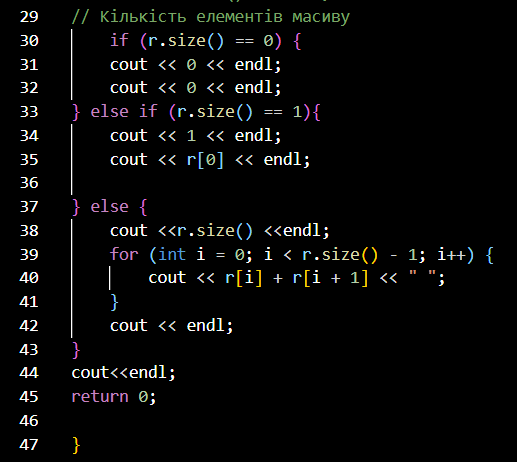 29 // Кількість елементів масиву
30 if (r.size() == 0) {
31 cout << 0 << endl;
32 cout << 0 << endl;
33 } else if (r.size() == 1){
34 cout << 1 << endl;
35 cout << r[0] << endl;
36
37 } else {
38 cout <<r.size() <<endl;
39 for (int i = 0; i < r.size() - 1; i++) {
40 cout << r[i] + r[i + 1] << " ";
41 }
42 cout << endl;
43 }
44 cout<<endl;
45 return 0;
46
47 }